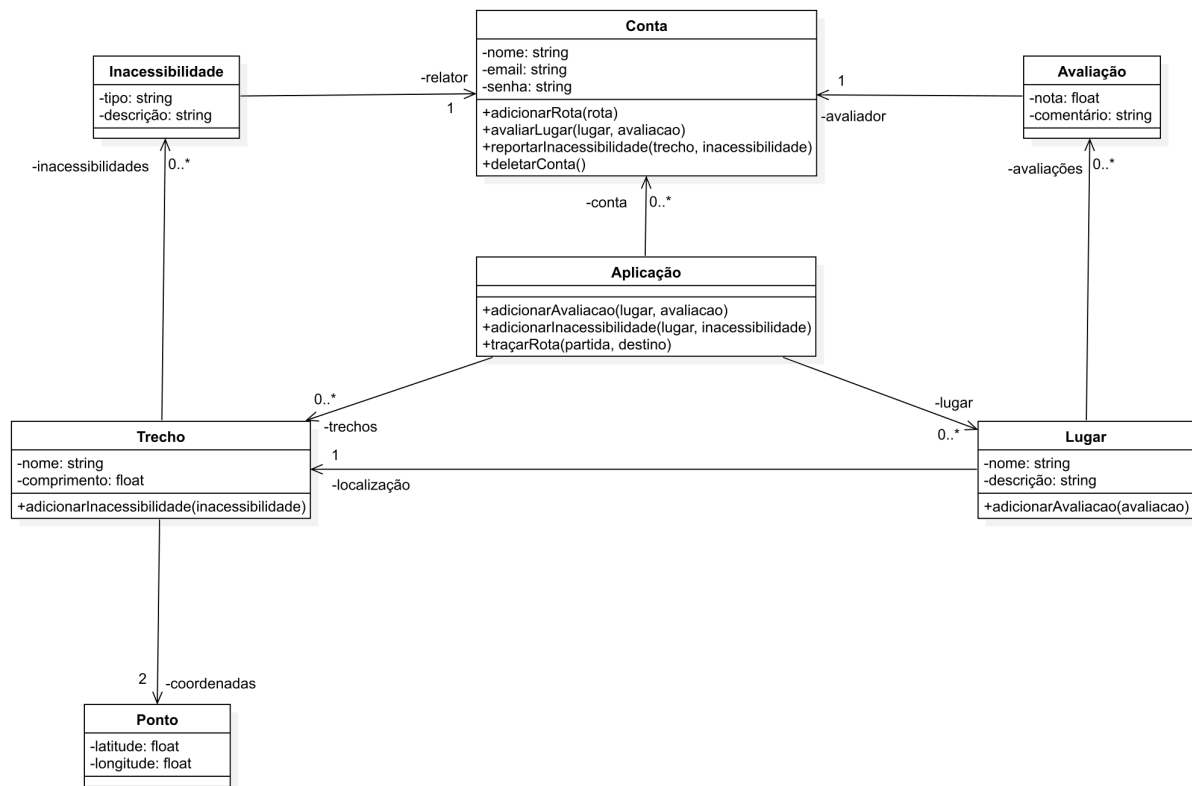 Conta
-nome: string
-email: string
-senha: string
+adicionarRota(rota)
+avaliarLugar(lugar, avaliacao)
+reportarInacessibilidade(trecho, inacessibilidade)
+deletarConta()
Inacessibilidade
-tipo: string
-descrição: string
-relator
1
Avaliação
-nota: float
-comentário: string
1
-avaliador
-inacessibilidades
0..*
-conta
0..*
-avaliações
0..*
Aplicação
+adicionarAvaliacao(lugar, avaliacao)
+adicionarInacessibilidade(lugar, inacessibilidade)
+traçarRota(partida, destino)
0..*
-trechos
-lugar
0..*
Trecho
-nome: string
-comprimento: float
+adicionarInacessibilidade(inacessibilidade)
1
-localização
Lugar
-nome: string
-descrição: string
+adicionarAvaliacao(avaliacao)
2
-coordenadas
Ponto
-latitude: float
-longitude: float